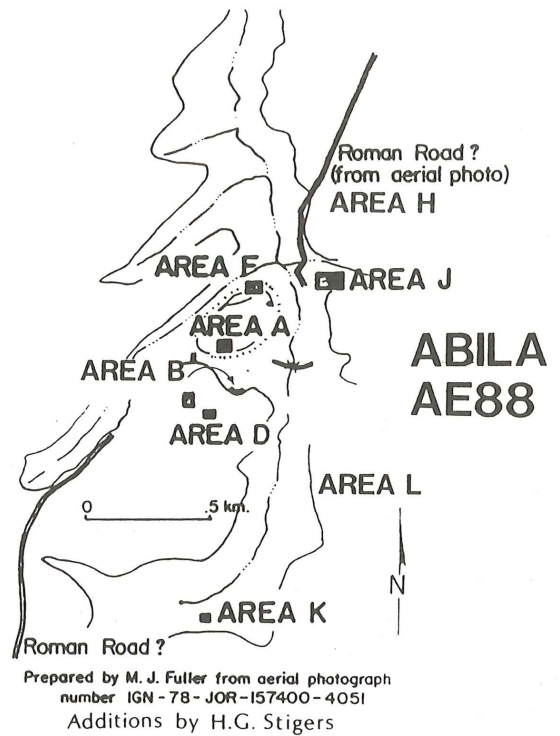 Roman Road ?
(from aerial photo)
AREA H
AREA F
AREA J
AREA A
ABILA
AE88
AREA B
AREA D
AREA L
0 .5 km.
N
AREA K
Roman Road ?
Prepared by M. J. Fuller from aerial photograph
number IGN-78-JOR-157400-4051
Additions by H.G. Stigers